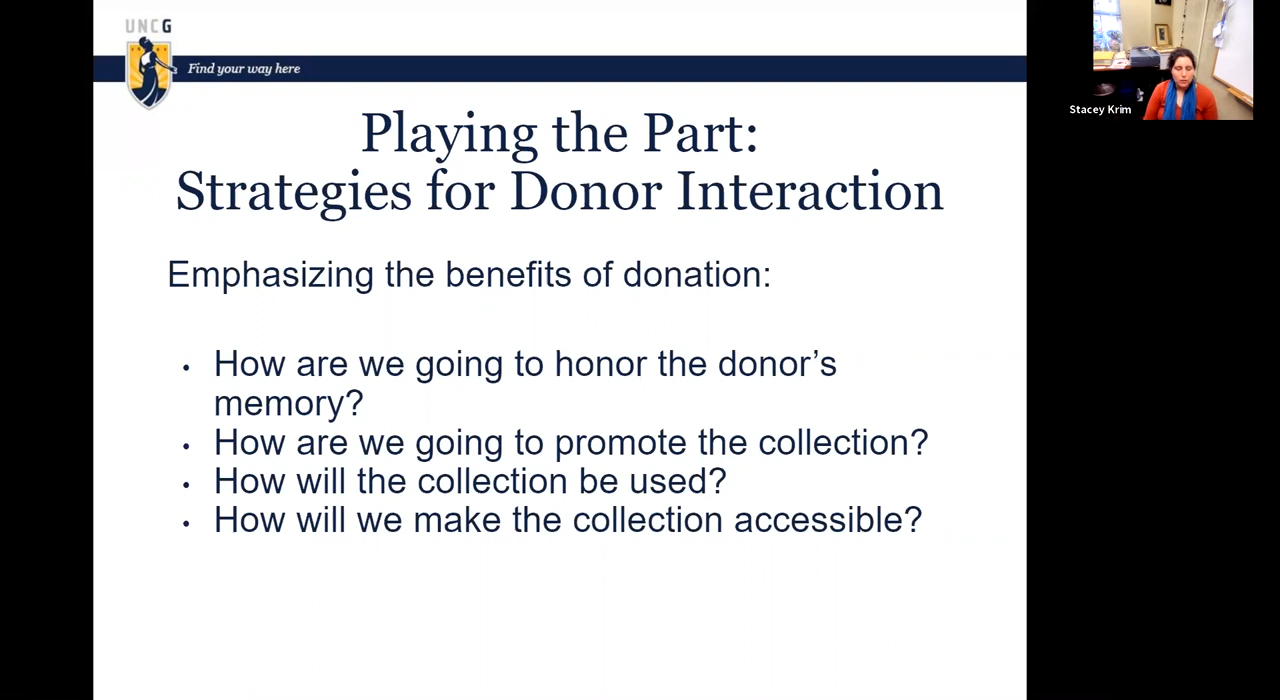 UNCG
Find your way here
Stacey Krim
Playing the Part:
Strategies for Donor Interaction
Emphasizing the benefits of donation:
• How are we going to honor the donor’s
memory?
• How are we going to promote the collection?
• How will the collection be used?
• How will we make the collection accessible?